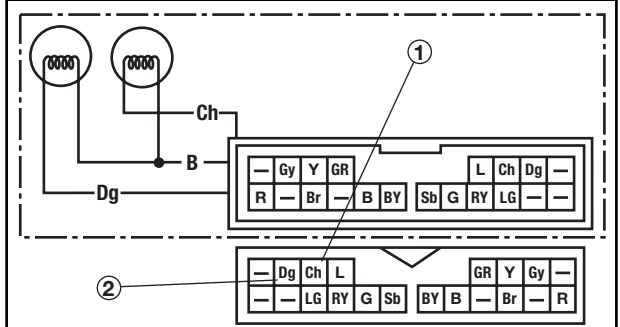 Ch
B
Dg
— Gy Y GR L Ch Dg —
R — Br — B BY Sb G RY LG — —
— Dg Ch L GR Y Gy —
— — LG RY G Sb BY B — Br — R
1
2